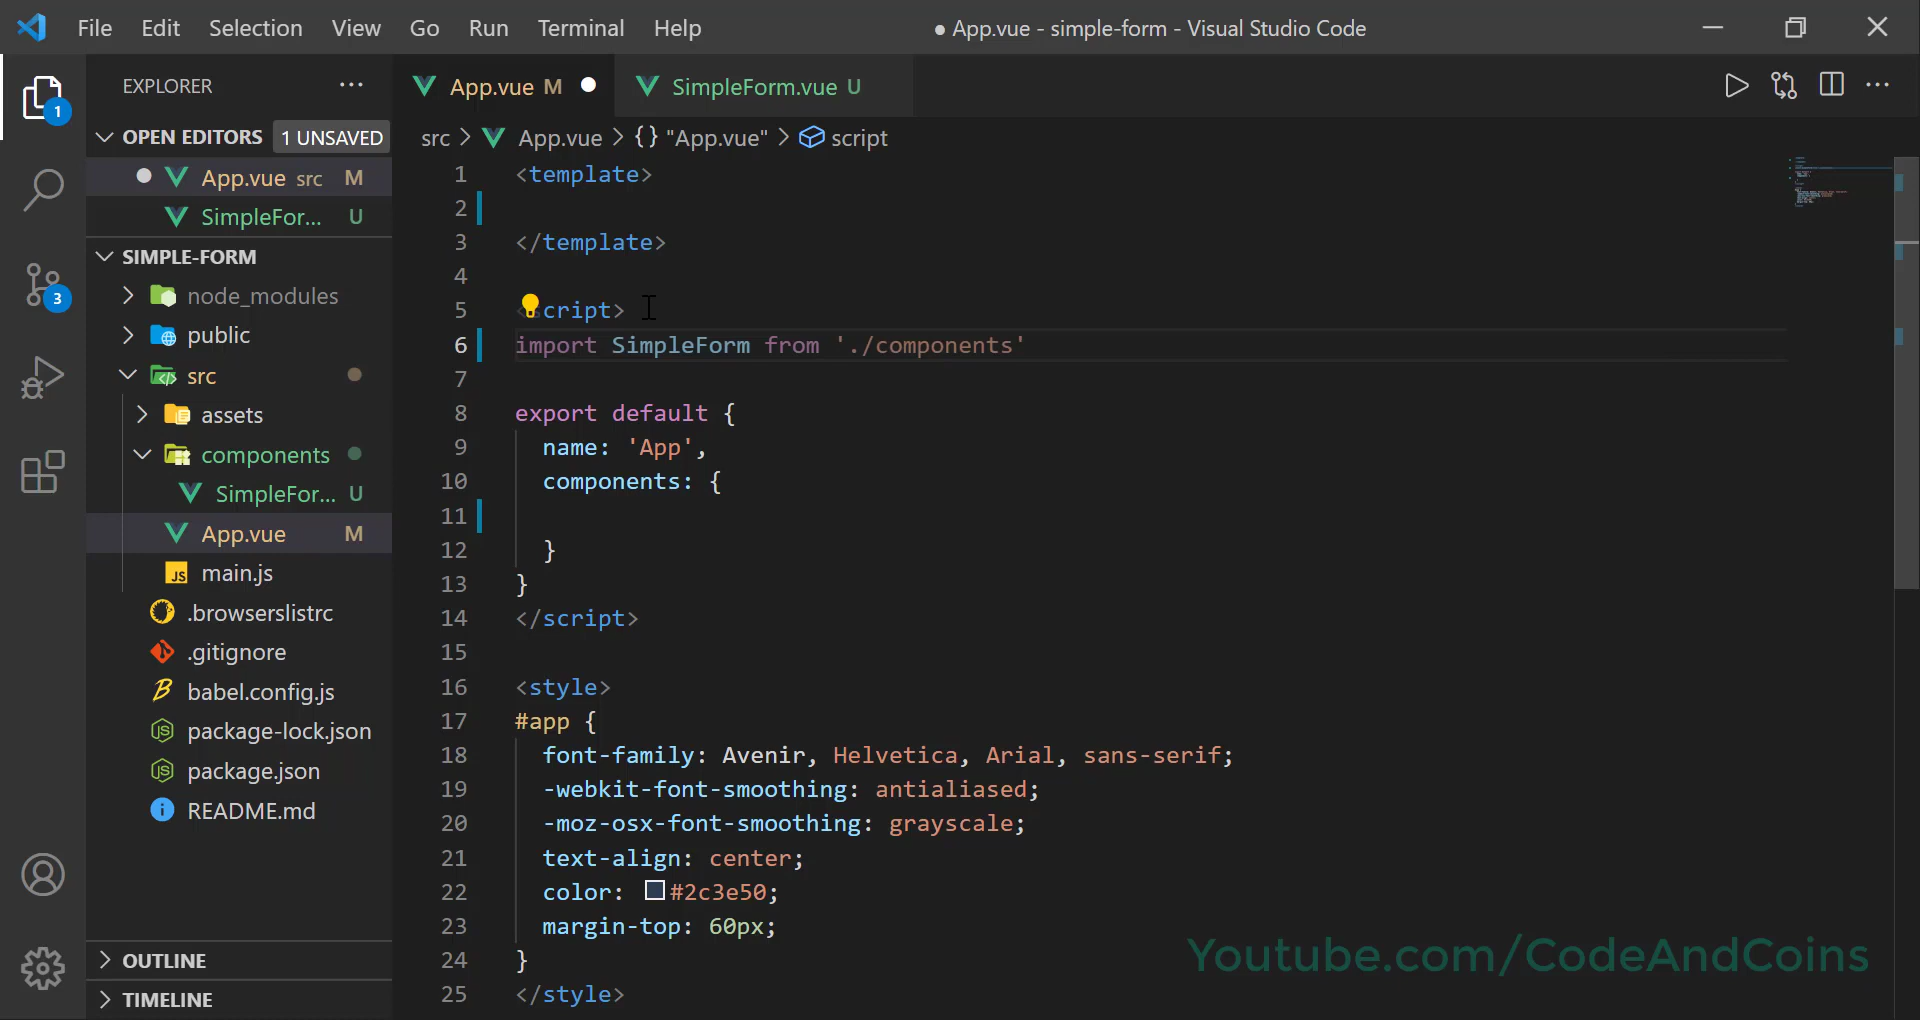 File Edit Selection View Go Run Terminal Help
● App.vue - simple-form - Visual Studio Code
EXPLORER
OPEN EDITORS 1 UNSAVED
App.vue src M
SimpleFor... U
SIMPLE-FORM
node_modules
public
src
assets
components
SimpleFor... U
App.vue M
main.js
.browserslistrc
.gitignore
babel.config.js
package-lock.json
package.json
README.md
OUTLINE
TIMELINE
1
3
App.vue M
SimpleForm.vue U
src > App.vue > {} "App.vue" > script
1 <template>
2
3 </template>
4
5 cript>
6 import SimpleForm from './components'
7
8 export default {
9 name: 'App',
10 components: {
11
12 }
13 }
14 </script>
15
16 <style>
17 #app {
18 font-family: Avenir, Helvetica, Arial, sans-serif;
19 -webkit-font-smoothing: antialiased;
20 -moz-osx-font-smoothing: grayscale;
21 text-align: center;
22 color: #2c3e50;
23 margin-top: 60px;
24 }
25 </style>
Youtube.com/CodeAndCoins